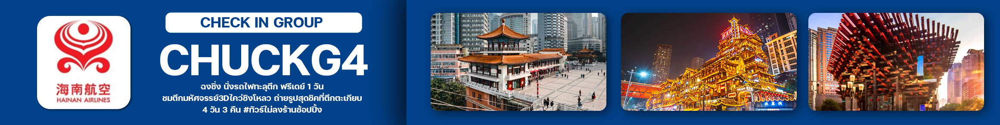 海南航空
HAINAN AIRLINES
CHECK IN GROUP
CHUCKG4
ฉงชิ่ง นั่งรถไฟทะลุตึก ฟรีเดย์ 1 วัน
ชมตึกมหัศจรรย์3Dไคว่ชิงโหลว ถ่ายรูปสุดชิคที่ตึกตะเกียบ
4 วัน 3 คืน #ทัวร์ไม่ลงร้านช้อปปิ้ง
洪崖洞